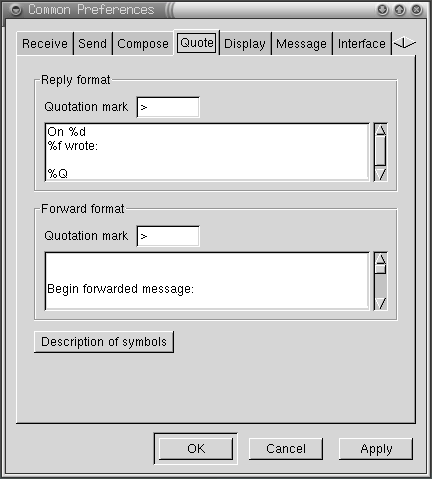 Common Preferences
Receive Send Compose Quote Display Message Interface
Reply format
Quotation mark >
On %d
%f wrote:
%Q
Forward format
Quotation mark >
Begin forwarded message:
Description of symbols
OK Cancel Apply